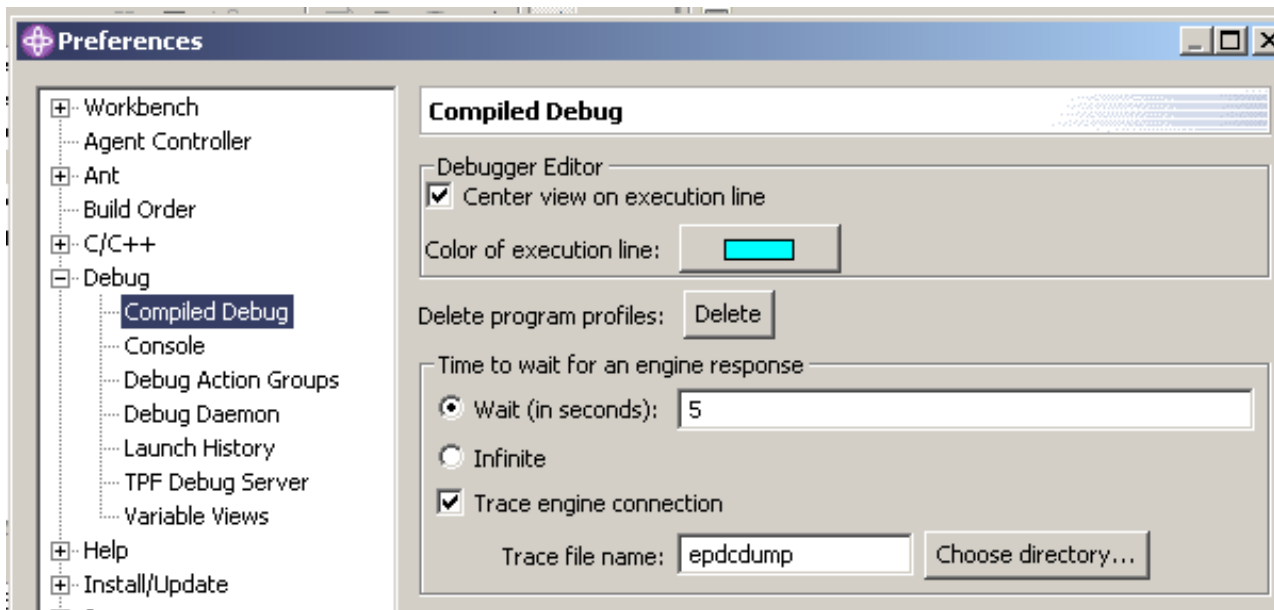 Preferences
Workbench
Agent Controller
Ant
Build Order
C/C++
Debug
Compiled Debug
Console
Debug Action Groups
Debug Daemon
Launch History
TPF Debug Server
Variable Views
Help
Install/Update
Compiled Debug
Debugger Editor
Center view on execution line
Color of execution line:
Delete program profiles: Delete
Time to wait for an engine response
Wait (in seconds): 5
Infinite
Trace engine connection
Trace file name: epdcdump Choose directory...